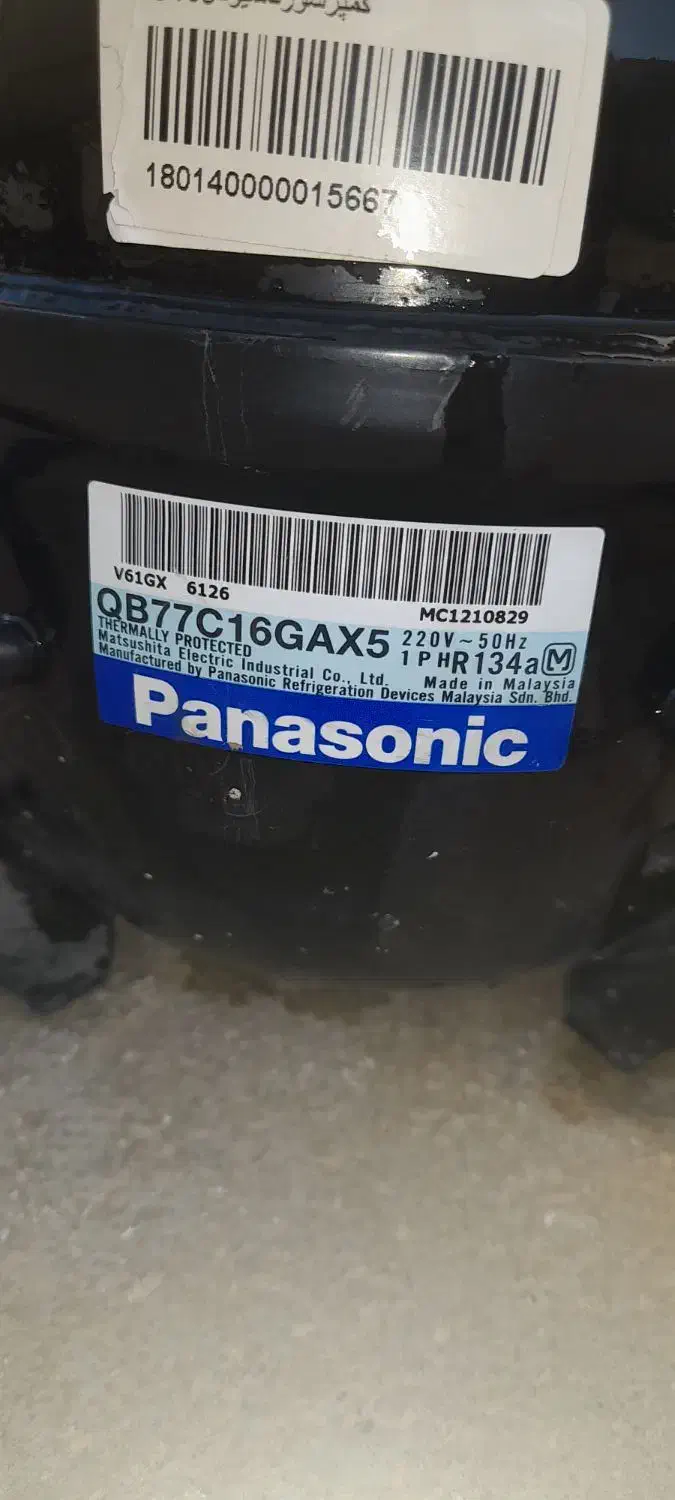 کمپرسور
180140000015667
V61GX 6126
MC1210829
QB77C16GAX5 220V~50Hz
THERMALLY PROTECTED 1PH R134a M
Matsushita Electric Industrial Co., Ltd. Made in Malaysia
Manufactured by Panasonic Refrigeration Devices Malaysia Sdn. Bhd.
Panasonic